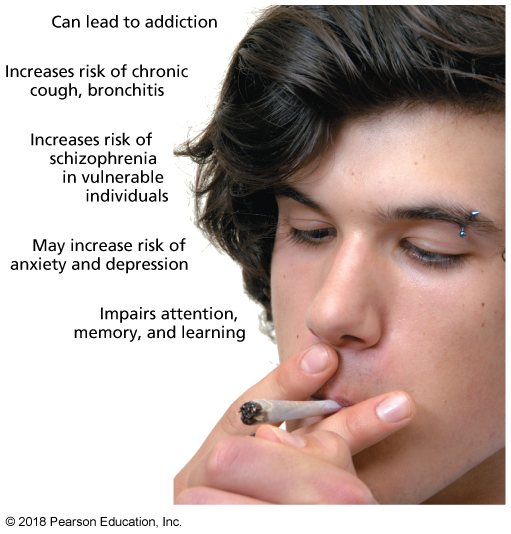 Can lead to addiction
Increases risk of chronic
cough, bronchitis
Increases risk of
schizophrenia
in vulnerable
individuals
May increase risk of
anxiety and depression
Impairs attention,
memory, and learning
© 2018 Pearson Education, Inc.